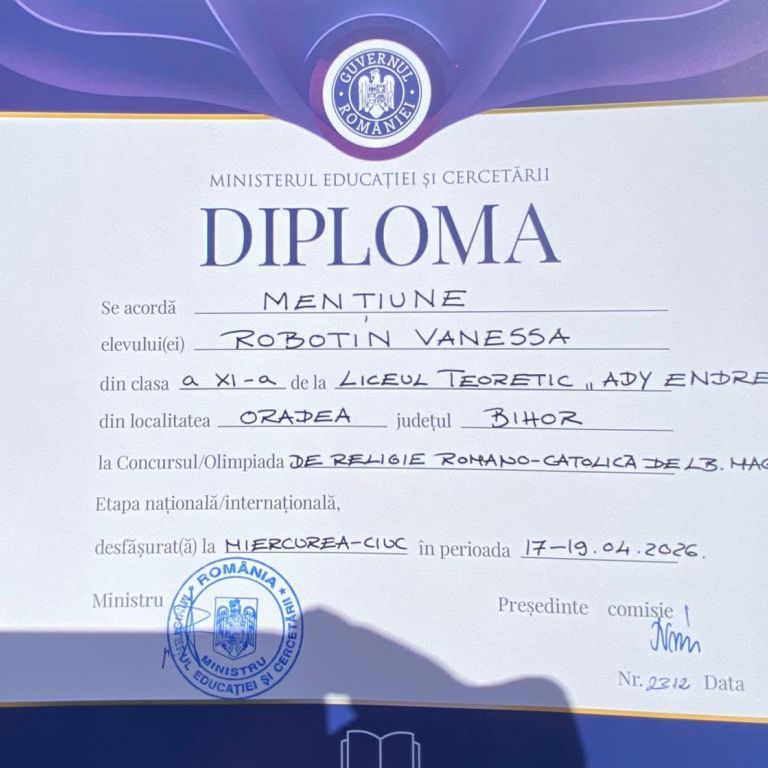 GUVERNUL ROMÂNIEI
MINISTERUL EDUCAȚIEI ȘI CERCETĂRII
DIPLOMA
Se acordă MENȚIUNE
elevului(ei) ROBOTIN VANESSA
din clasa a XI-a de la LICEUL TEORETIC „ADY ENDRE
din localitatea ORADEA județul BIHOR
la Concursul/Olimpiada DE RELIGIE ROMANO-CATOLICĂ DE LB. MAG
Etapa națională/internațională,
desfășurat(ă) la MIERCUREA-CIUC în perioada 17-19.04.2026.
Ministru
Președinte comisie
ROMÂNIA
MINISTERUL EDUCAȚIEI ȘI CERCETĂRII
MINISTRU
Nr. 2312 Data